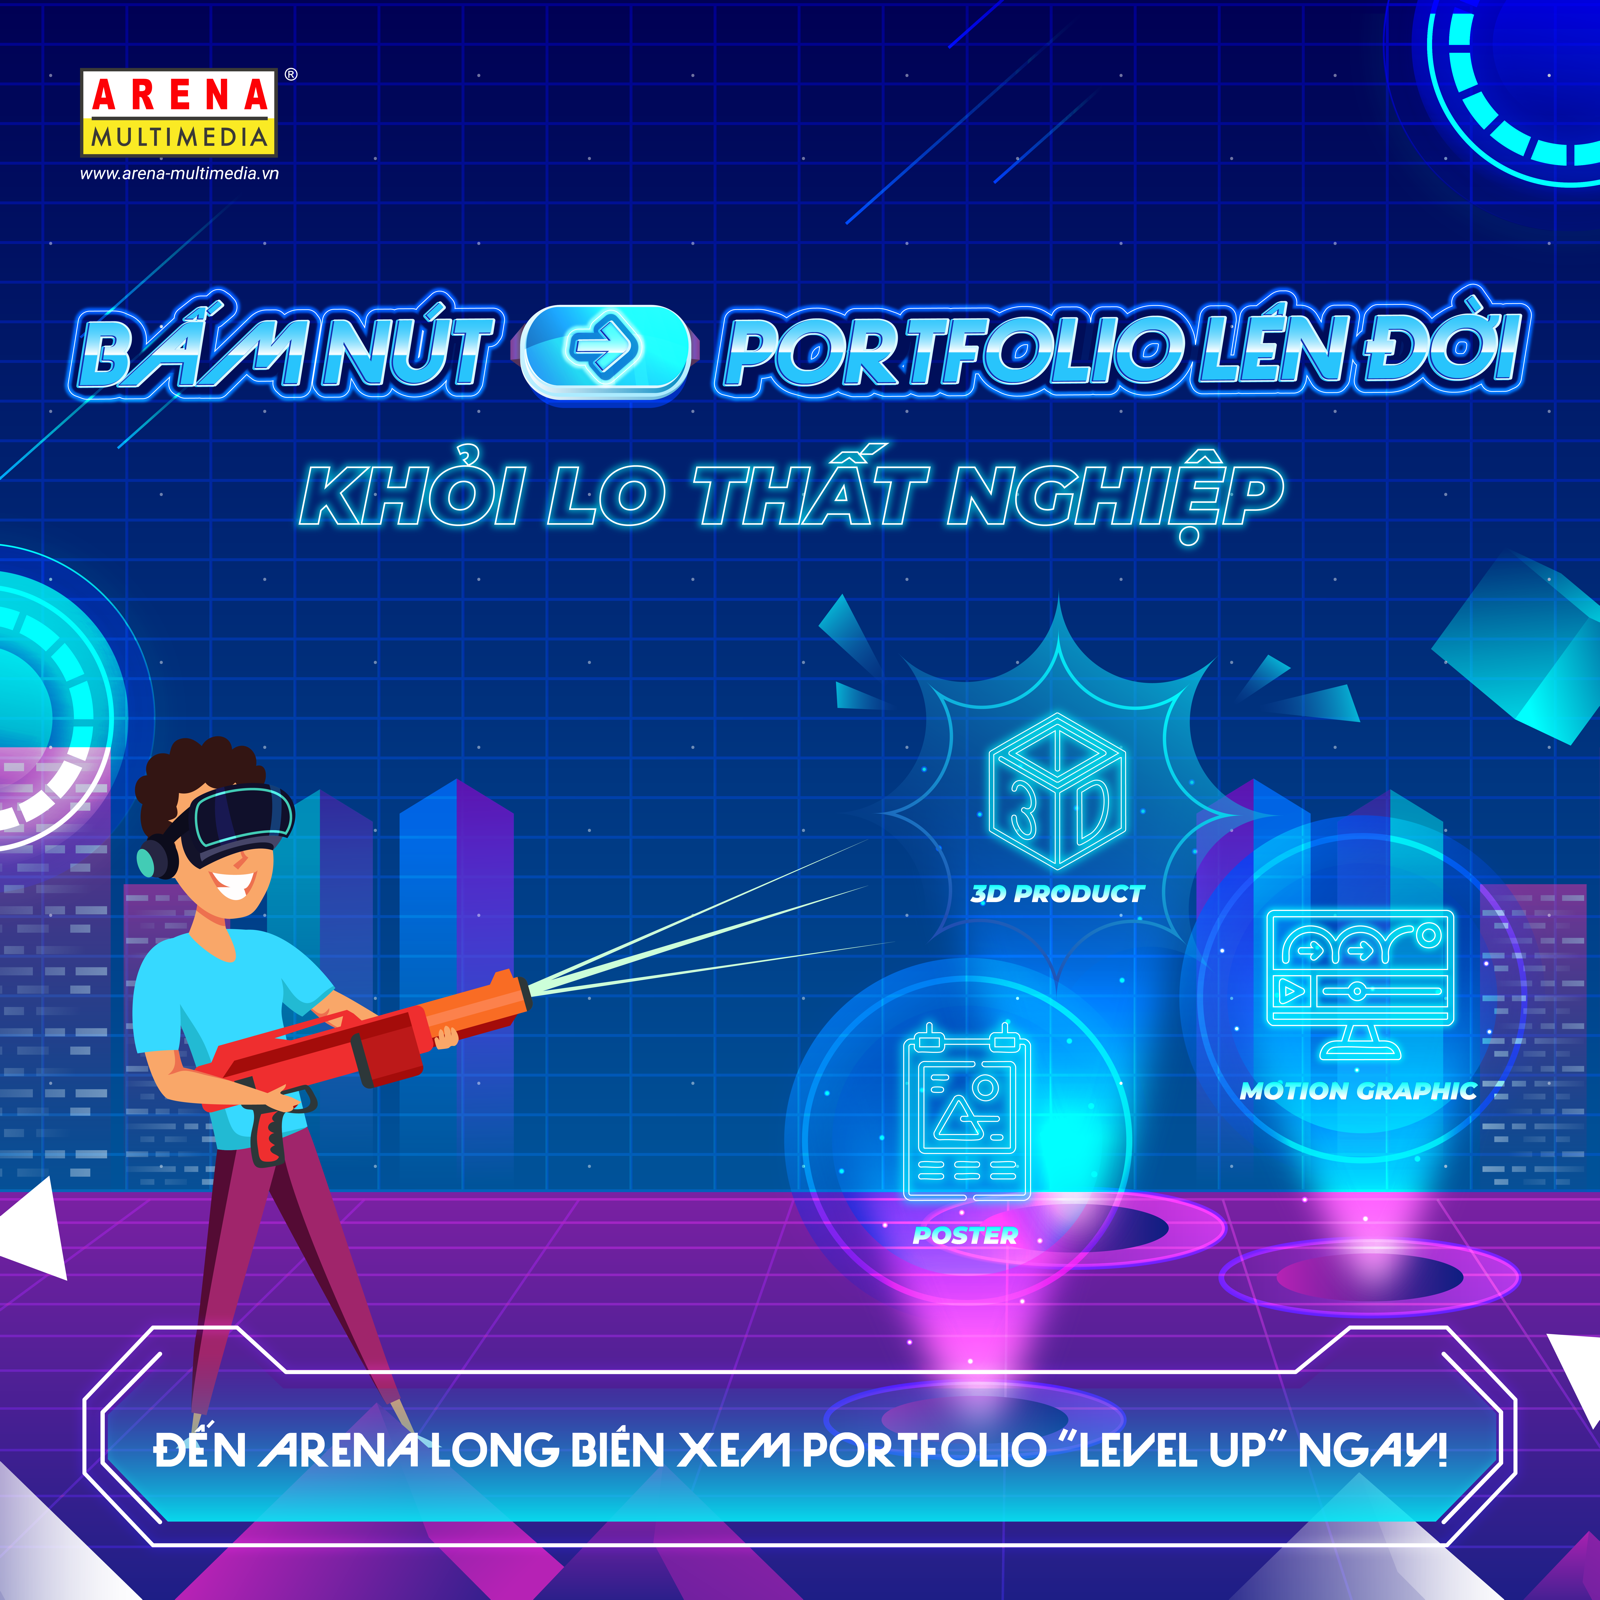 ARENA ®
MULTIMEDIA
www.arena-multimedia.vn
BẤM NÚT PORTFOLIO LÊN ĐỜI
KHỎI LO THẤT NGHIỆP
3D
3D PRODUCT
MOTION GRAPHIC
POSTER
ĐẾN ARENA LONG BIÊN XEM PORTFOLIO "LEVEL UP" NGAY!